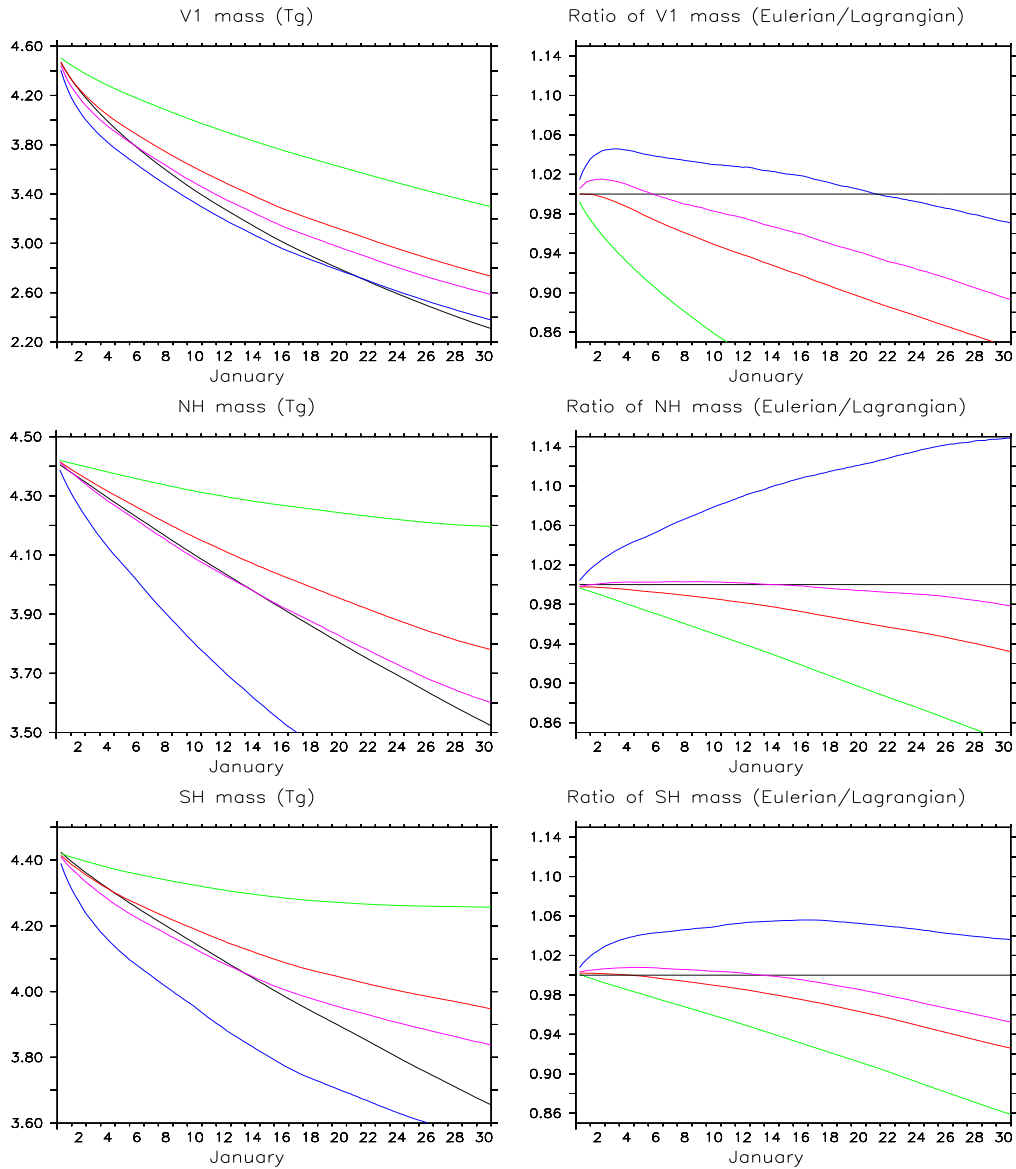 V1 mass (Tg)
4.60
4.20
3.80
3.40
3.00
2.60
2.20
2 4 6 8 10 12 14 16 18 20 22 24 26 28 30
January
Ratio of V1 mass (Eulerian/Lagrangian)
1.14
1.10
1.06
1.02
0.98
0.94
0.90
0.86
2 4 6 8 10 12 14 16 18 20 22 24 26 28 30
January
NH mass (Tg)
4.50
4.30
4.10
3.90
3.70
3.50
2 4 6 8 10 12 14 16 18 20 22 24 26 28 30
January
Ratio of NH mass (Eulerian/Lagrangian)
1.14
1.10
1.06
1.02
0.98
0.94
0.90
0.86
2 4 6 8 10 12 14 16 18 20 22 24 26 28 30
January
SH mass (Tg)
4.40
4.20
4.00
3.80
3.60
2 4 6 8 10 12 14 16 18 20 22 24 26 28 30
January
Ratio of SH mass (Eulerian/Lagrangian)
1.14
1.10
1.06
1.02
0.98
0.94
0.90
0.86
2 4 6 8 10 12 14 16 18 20 22 24 26 28 30
January